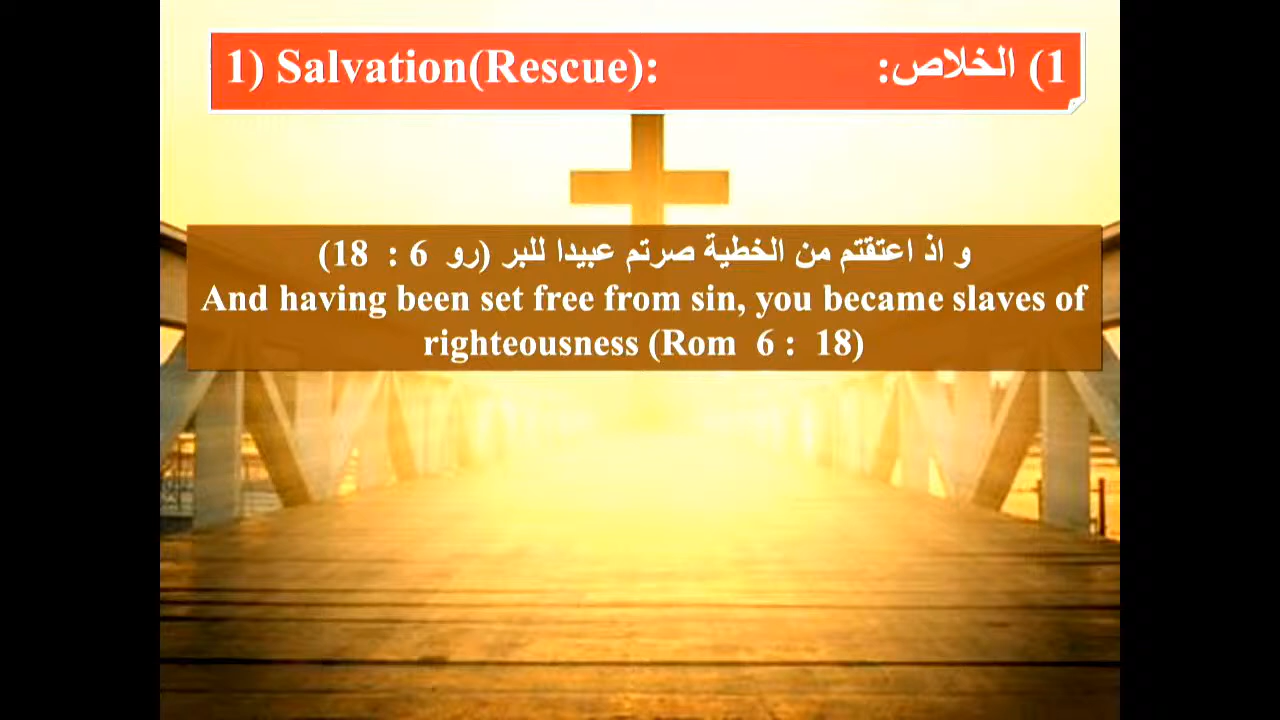 1) Salvation(Rescue): 1) الخلاص:
و اذ اعتقتم من الخطية صرتم عبيدا للبر (رو 6 : 18)
And having been set free from sin, you became slaves of
righteousness (Rom 6 : 18)